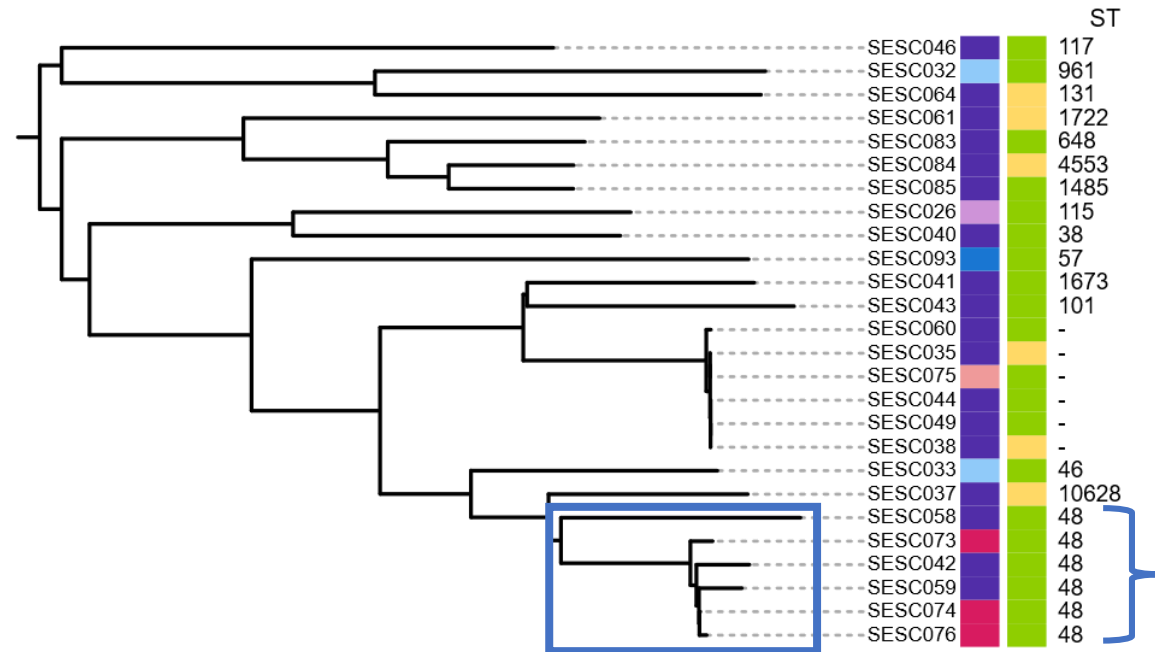 ST
SESC046 117
SESC032 961
SESC064 131
SESC061 1722
SESC083 648
SESC084 4553
SESC085 1485
SESC026 115
SESC040 38
SESC093 57
SESC041 1673
SESC043 101
SESC060 -
SESC035 -
SESC075 -
SESC044 -
SESC049 -
SESC038 -
SESC033 46
SESC037 10628
SESC058 48
SESC073 48
SESC042 48
SESC059 48
SESC074 48
SESC076 48